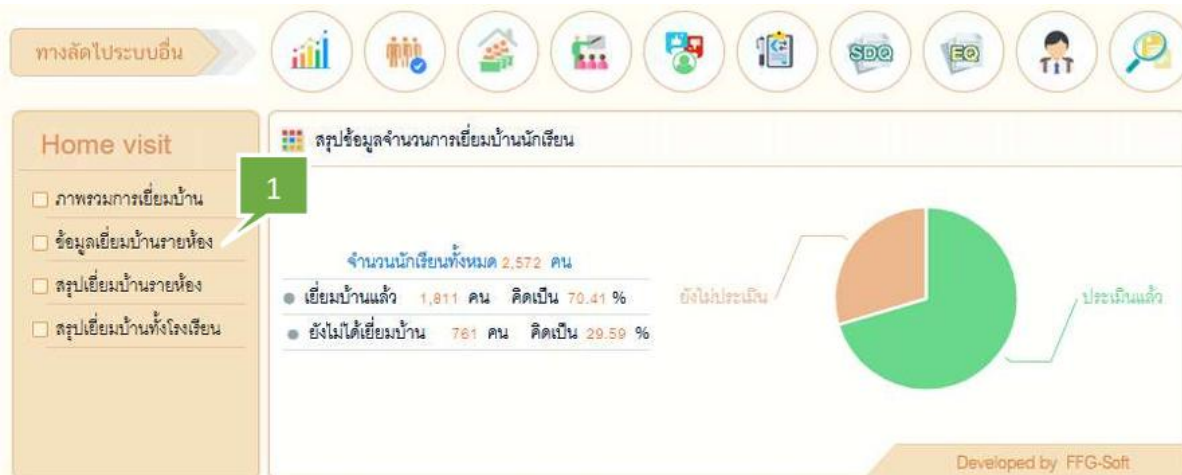 ทางลัดไประบบอื่น
SDQ
EQ
Home visit
ภาพรวมการเยี่ยมบ้าน
ข้อมูลเยี่ยมบ้านรายห้อง
สรุปเยี่ยมบ้านรายห้อง
สรุปเยี่ยมบ้านทั้งโรงเรียน
1
สรุปข้อมูลจำนวนการเยี่ยมบ้านนักเรียน
จำนวนนักเรียนทั้งหมด 2,572 คน
เยี่ยมบ้านแล้ว 1,811 คน คิดเป็น 70.41 %
ยังไม่ได้เยี่ยมบ้าน 761 คน คิดเป็น 29.59 %
ยังไม่ประเมิน
ประเมินแล้ว
Developed by FFG-Soft